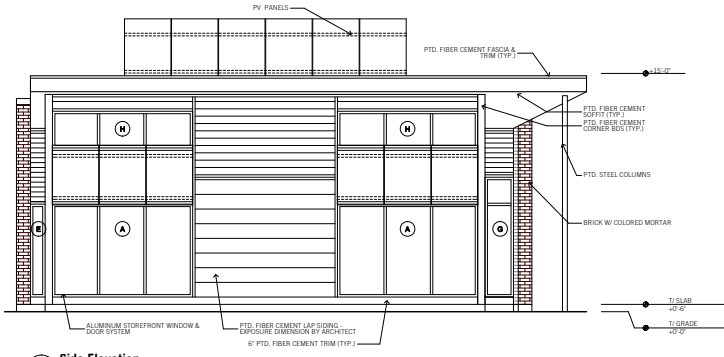 PV PANELS
PTD. FIBER CEMENT FASCIA &
TRIM (TYP.)
+15'-0"
PTD. FIBER CEMENT
SOFFIT (TYP.)
PTD. FIBER CEMENT
CORNER BDS (TYP.)
H
H
PTD. STEEL COLUMNS
BRICK W/ COLORED MORTAR
E
A
A
G
T/ SLAB
+0'-6"
T/ GRADE
+0'-0"
ALUMINUM STOREFRONT WINDOW &
DOOR SYSTEM
PTD. FIBER CEMENT LAP SIDING -
EXPOSURE DIMENSION BY ARCHITECT
6" PTD. FIBER CEMENT TRIM (TYP.)
Side Elevation